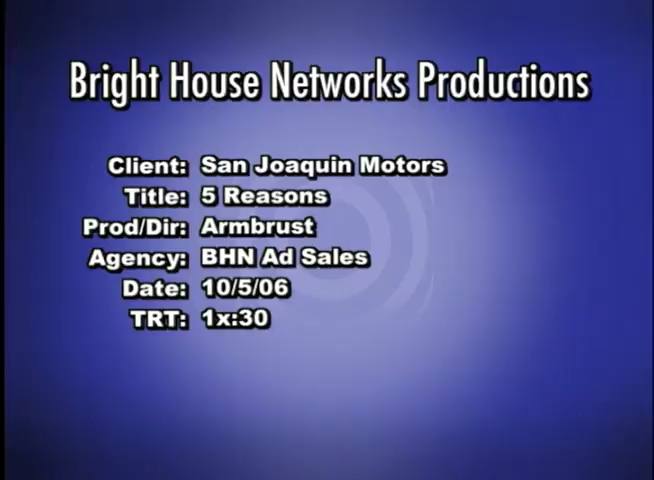 Bright House Networks Productions
Client: San Joaquin Motors
Title: 5 Reasons
Prod/Dir: Armbrust
Agency: BHN Ad Sales
Date: 10/5/06
TRT: 1x:30